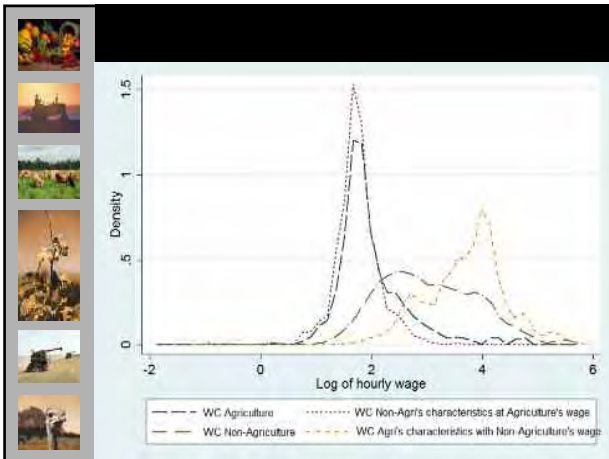 1.5
1
.5
0
Density
-2 0 2 4 6
Log of hourly wage
WC Agriculture WC Non-Agri's characteristics at Agriculture's wage
WC Non-Agriculture WC Agri's characteristics with Non-Agriculture's wage